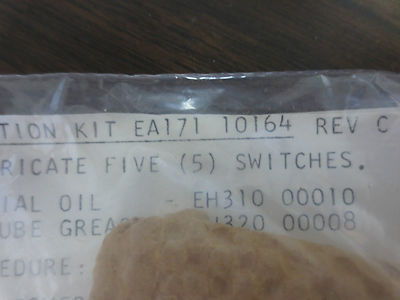 TION KIT EA171 10164 REV C
RICATE FIVE (5) SWITCHES.
IAL OIL - EH310 00010
UBE GREAS 320 00008
EDURE: